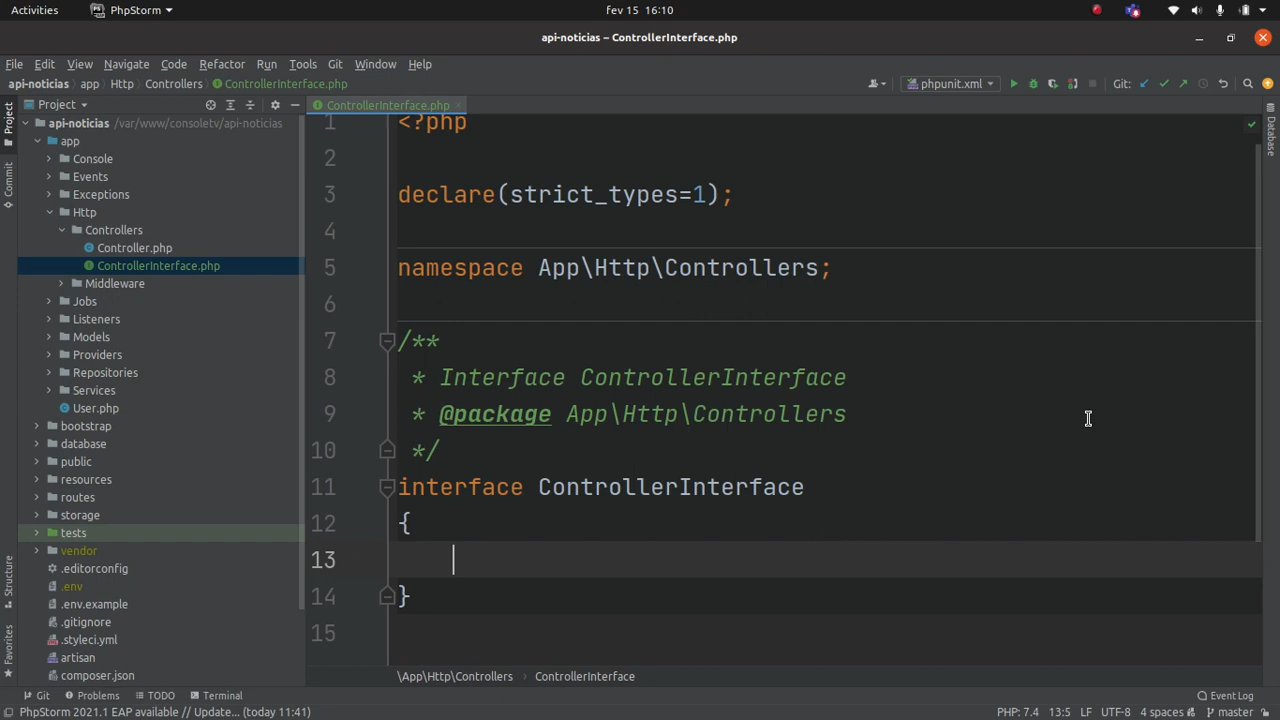 Activities PhpStorm fev 15 16:10
api-noticias – ControllerInterface.php
File Edit View Navigate Code Refactor Run Tools Git Window Help
api-noticias app Http Controllers ControllerInterface.php phpunit.xml Git:
Project ControllerInterface.php
api-noticias /var/www/consoletv/api-noticias
app
Console
Events
Exceptions
Http
Controllers
Controller.php
ControllerInterface.php
Middleware
Jobs
Listeners
Models
Providers
Repositories
Services
User.php
bootstrap
database
public
resources
routes
storage
tests
vendor
.editorconfig
.env
.env.example
.gitignore
.styleci.yml
artisan
composer.json
Project
Commit
Structure
Favorites
1 <?php
2
3 declare(strict_types=1);
4
5 namespace App\Http\Controllers;
6
7 /**
8 * Interface ControllerInterface
9 * @package App\Http\Controllers
10 */
11 interface ControllerInterface
12 {
13
14 }
15
Database
\App\Http\Controllers ControllerInterface
Git Problems TODO Terminal Event Log
PhpStorm 2021.1 EAP available // Update... (today 11:41) PHP: 7.4 13:5 LF UTF-8 4 spaces master